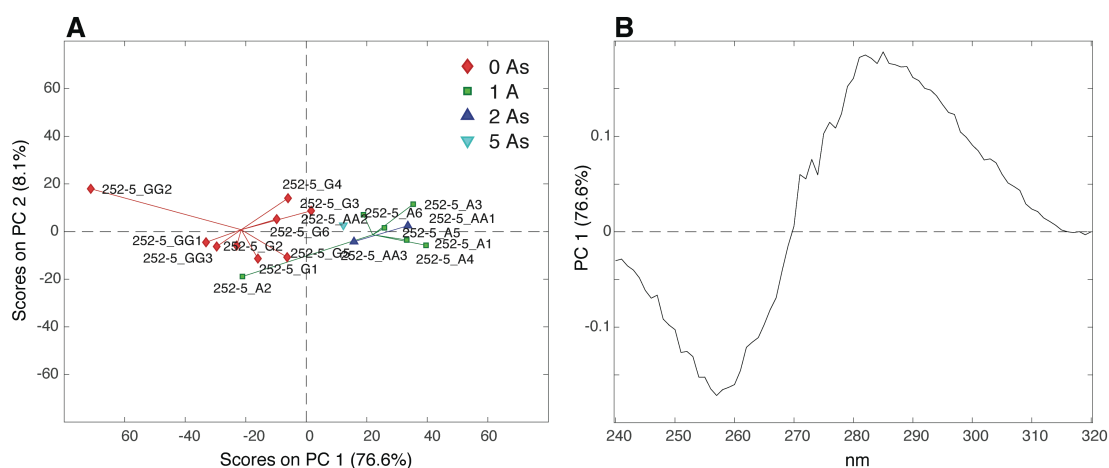 A
B
0 As
1 A
2 As
5 As
60
40
20
0
-20
-40
-60
Scores on PC 2 (8.1%)
252-5_GG2
252-5_G4
252-5_G3
252-5_A6
252-5_A3
252-5_AA2
252-5_AA1
252-5_G6
252-5_A5
252-5_GG1
252-5_G2
252-5_A1
252-5_GG3
252-5_G5
252-5_AA3
252-5_A4
252-5_G1
252-5_A2
60
-40
-20
0
20
40
60
Scores on PC 1 (76.6%)
PC 1 (76.6%)
0.1
0
-0.1
240
250
260
270
280
290
300
310
320
nm